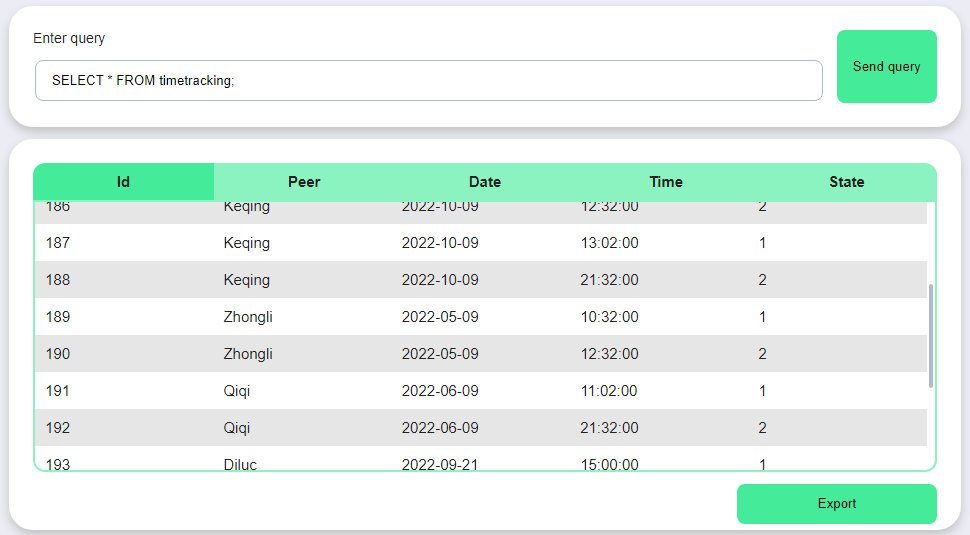 Enter query
SELECT * FROM timetracking;
Send query
Id Peer Date Time State
186 Keqing 2022-10-09 12:32:00 2
187 Keqing 2022-10-09 13:02:00 1
188 Keqing 2022-10-09 21:32:00 2
189 Zhongli 2022-05-09 10:32:00 1
190 Zhongli 2022-05-09 12:32:00 2
191 Qiqi 2022-06-09 11:02:00 1
192 Qiqi 2022-06-09 21:32:00 2
193 Diluc 2022-09-21 15:00:00 1
Export